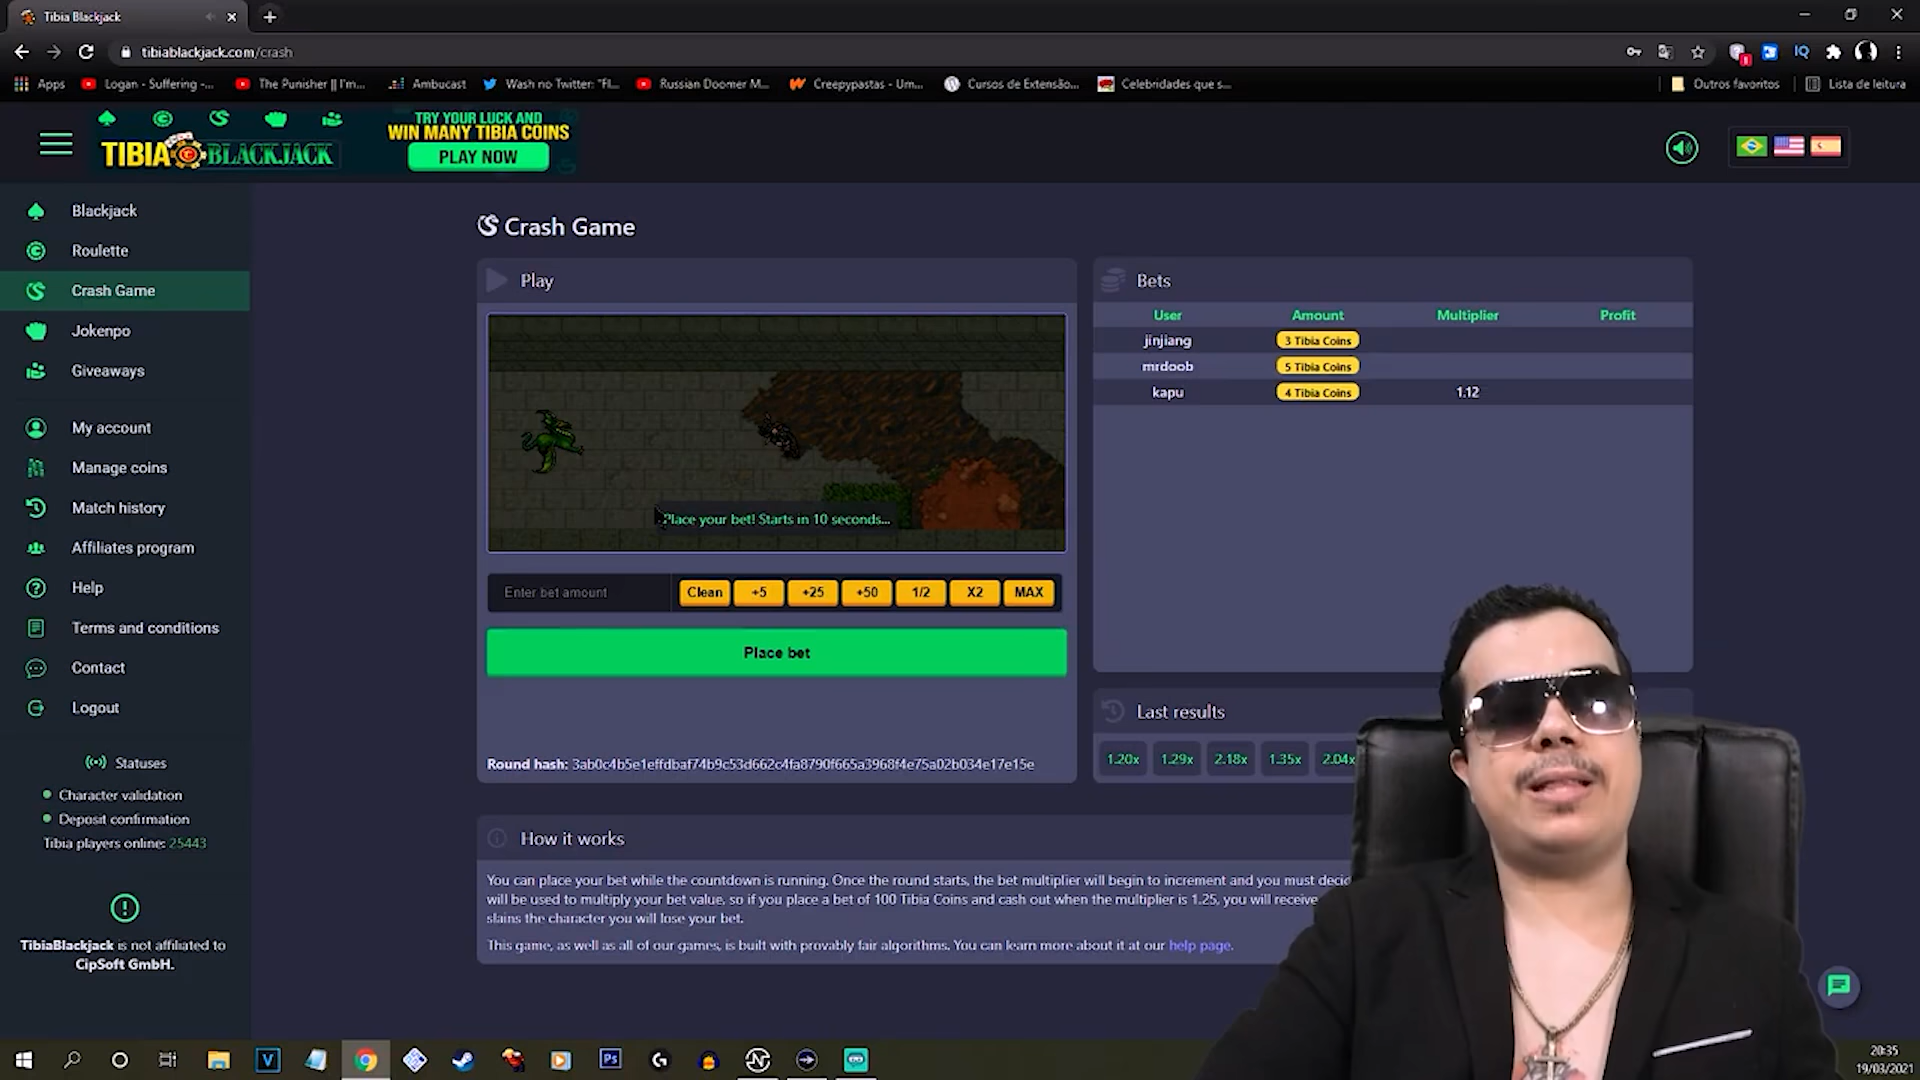 Tibia Blackjack
tibiablackjack.com/crash
Apps
Logan - Suffering -...
The Punisher || I'm...
Ambucast
Wash no Twitter: "Fl...
Russian Doomer M...
Creepypastas - Um...
Cursos de Extensão...
Celebridades que s...
Outros favoritos
Lista de leitura
TIBIA BLACKJACK
TRY YOUR LUCK AND
WIN MANY TIBIA COINS
PLAY NOW
Blackjack
Roulette
Crash Game
Jokenpo
Giveaways
My account
Manage coins
Match history
Affiliates program
Help
Terms and conditions
Contact
Logout
Statuses
Character validation
Deposit confirmation
Tibia players online: 25443
TibiaBlackjack is not affiliated to
CipSoft GmbH.
Crash Game
Play
Place your bet! Starts in 10 seconds...
Enter bet amount
Clean +5 +25 +50 1/2 X2 MAX
Place bet
Round hash: 3ab0c4b5e1effdbaf74b9c53d662c4fa8790f665a3968f4e75a02b034e17e15e
Bets
User Amount Multiplier Profit
jinjiang 3 Tibia Coins
mrdoob 5 Tibia Coins
kapu 4 Tibia Coins 1.12
Last results
1.20x 1.29x 2.18x 1.35x 2.04x
How it works
You can place your bet while the countdown is running. Once the round starts, the bet multiplier will begin to increment and you must decid
will be used to multiply your bet value, so if you place a bet of 100 Tibia Coins and cash out when the multiplier is 1.25, you will receive
slains the character you will lose your bet.
This game, as well as all of our games, is built with provably fair algorithms. You can learn more about it at our help page.
20:35
19/03/2021